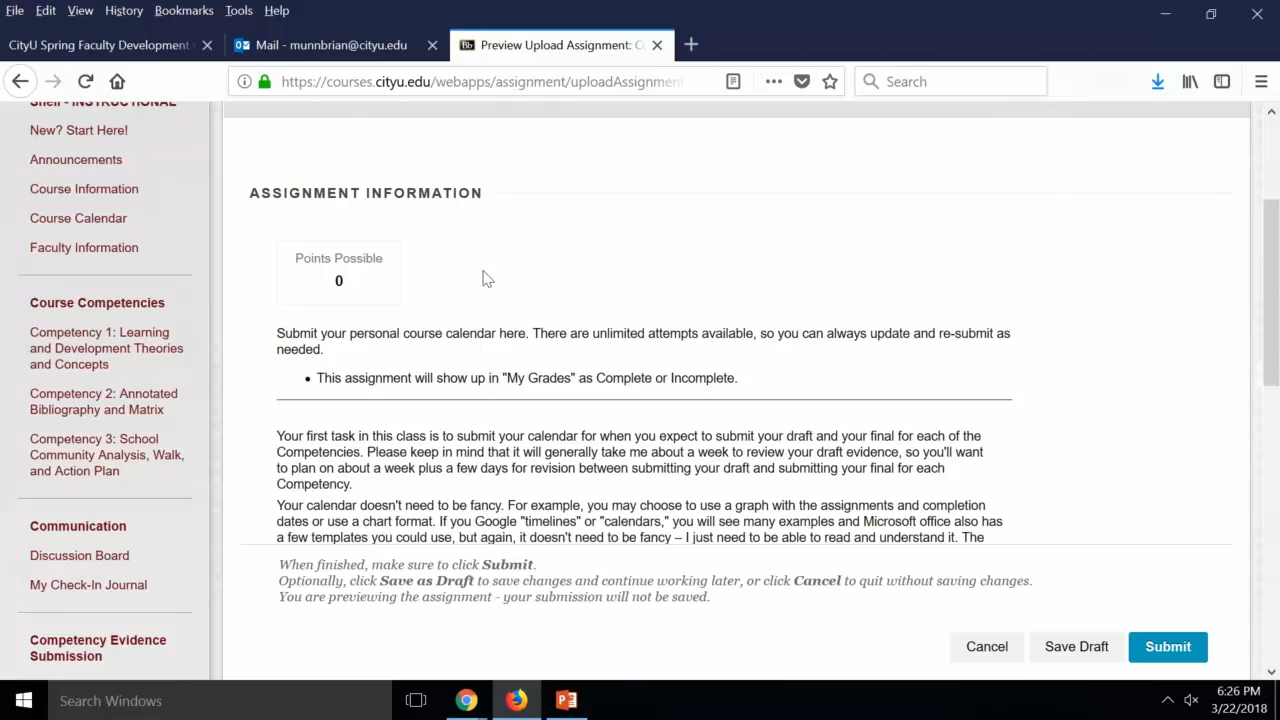 File Edit View History Bookmarks Tools Help
CityU Spring Faculty Development
Mail - munnbrian@cityu.edu
Preview Upload Assignment: C
https://courses.cityu.edu/webapps/assignment/uploadAssignment
Search
Shell - INSTRUCTIONAL
New? Start Here!
Announcements
Course Information
Course Calendar
Faculty Information
Course Competencies
Competency 1: Learning
and Development Theories
and Concepts
Competency 2: Annotated
Bibliography and Matrix
Competency 3: School
Community Analysis, Walk,
and Action Plan
Communication
Discussion Board
My Check-In Journal
Competency Evidence
Submission
ASSIGNMENT INFORMATION
Points Possible
0
Submit your personal course calendar here. There are unlimited attempts available, so you can always update and re-submit as
needed.
• This assignment will show up in "My Grades" as Complete or Incomplete.
Your first task in this class is to submit your calendar for when you expect to submit your draft and your final for each of the
Competencies. Please keep in mind that it will generally take me about a week to review your draft evidence, so you'll want
to plan on about a week plus a few days for revision between submitting your draft and submitting your final for each
Competency.
Your calendar doesn't need to be fancy. For example, you may choose to use a graph with the assignments and completion
dates or use a chart format. If you Google "timelines" or "calendars," you will see many examples and Microsoft office also has
a few templates you could use, but again, it doesn't need to be fancy – I just need to be able to read and understand it. The
When finished, make sure to click Submit.
Optionally, click Save as Draft to save changes and continue working later, or click Cancel to quit without saving changes.
You are previewing the assignment - your submission will not be saved.
Cancel
Save Draft
Submit
Search Windows
6:26 PM
3/22/2018